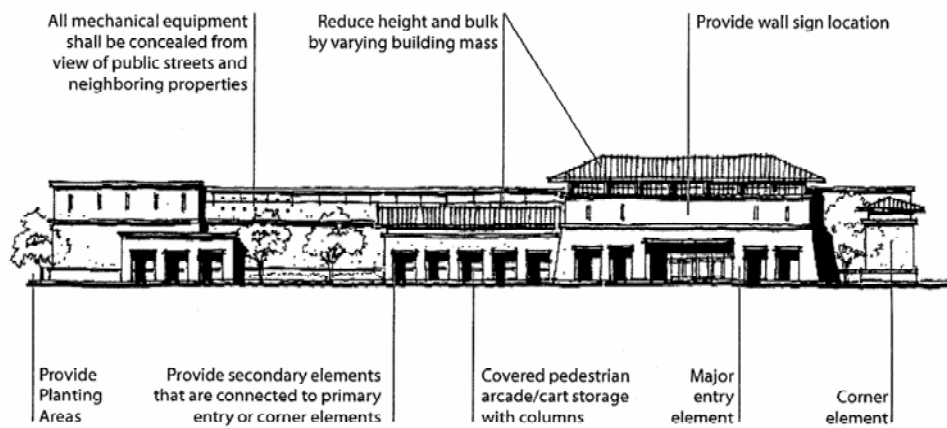 All mechanical equipment
shall be concealed from
view of public streets and
neighboring properties
Reduce height and bulk
by varying building mass
Provide wall sign location
Provide
Planting
Areas
Provide secondary elements
that are connected to primary
entry or corner elements
Covered pedestrian
arcade/cart storage
with columns
Major
entry
element
Corner
element